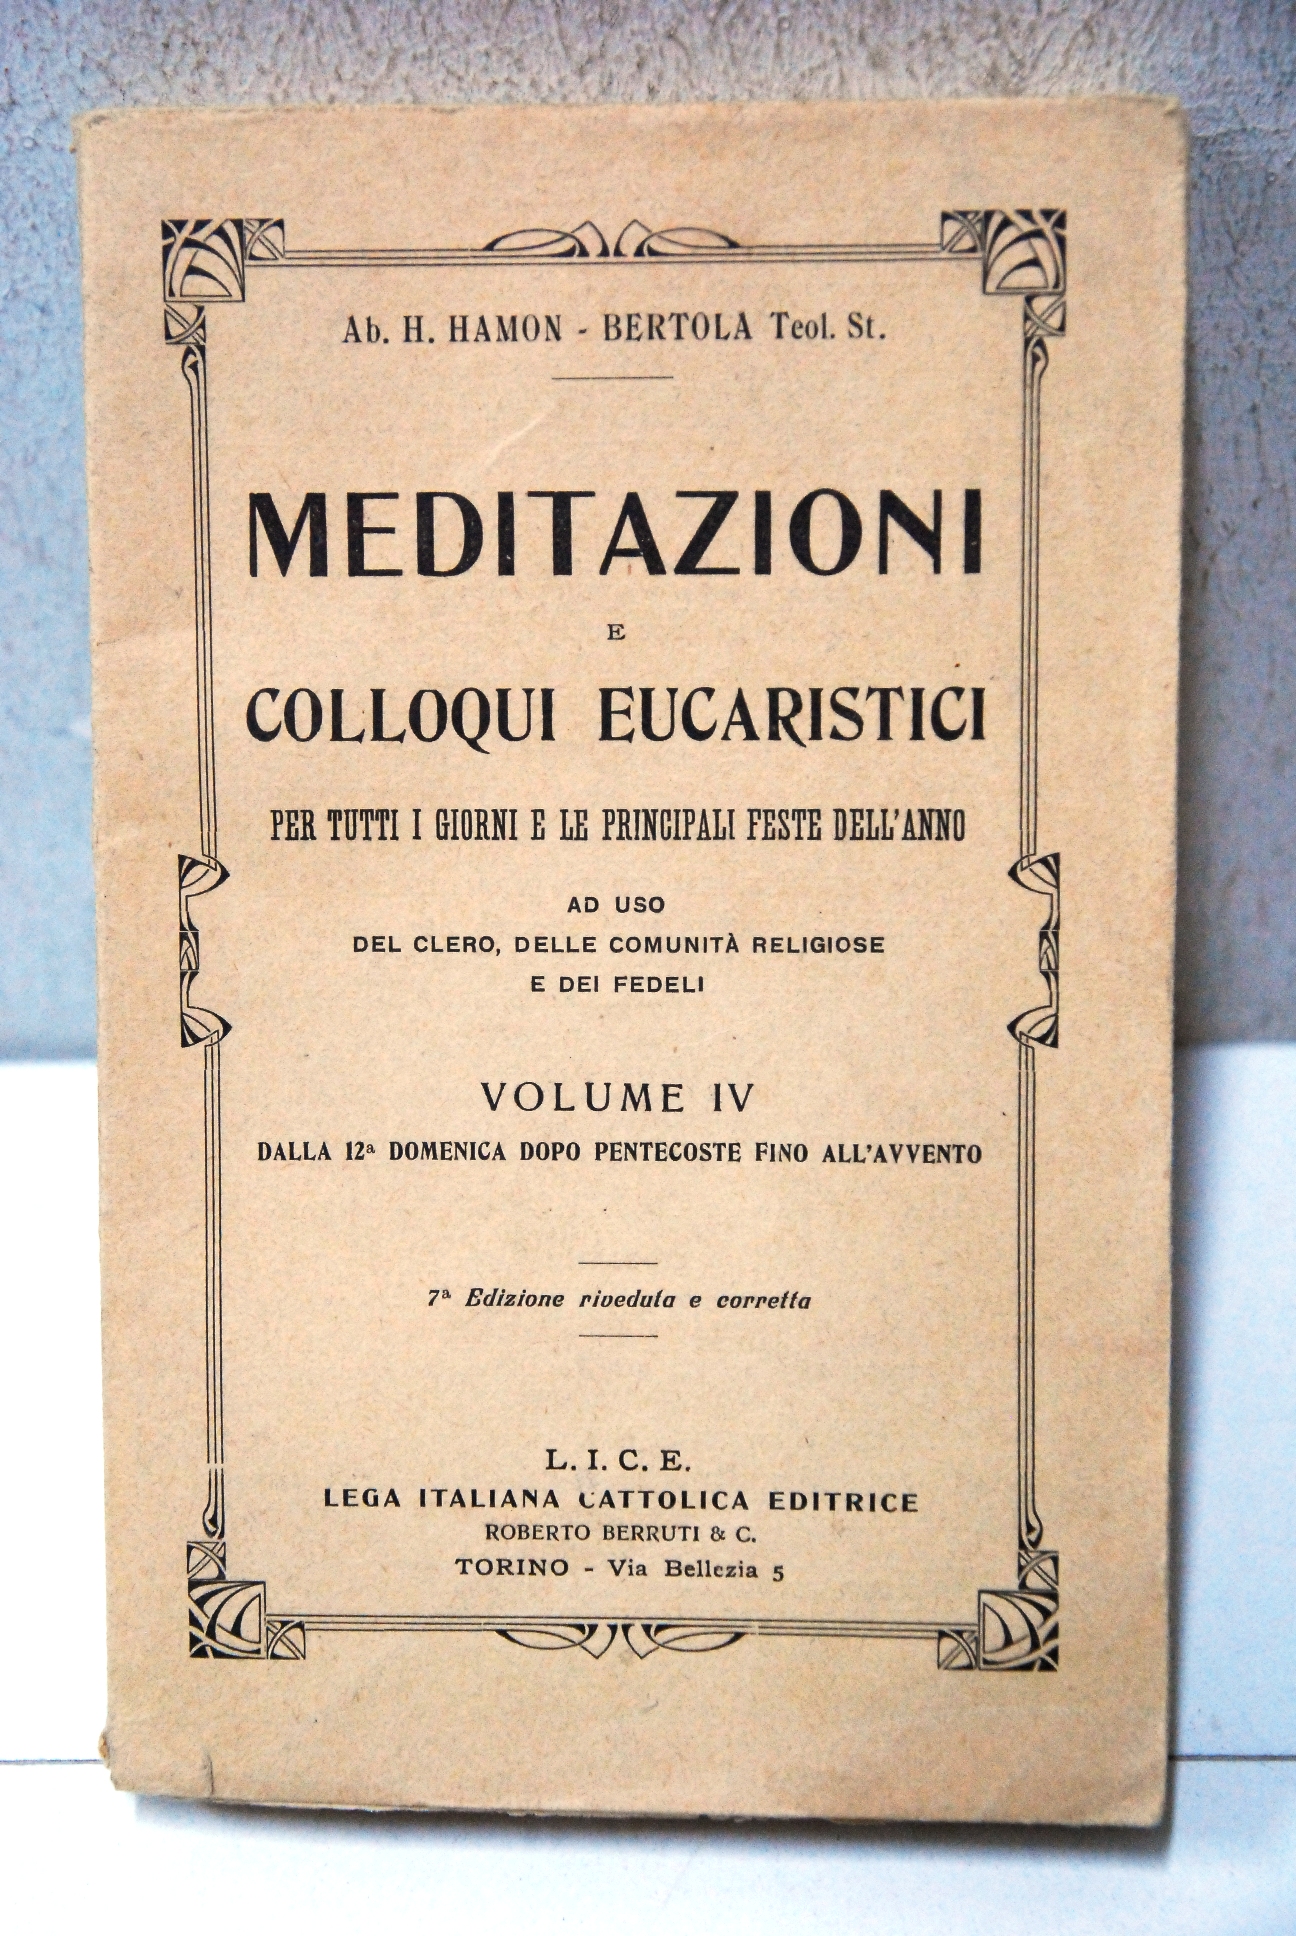 Ab. H. HAMON - BERTOLA Teol. St.
MEDITAZIONI
E
COLLOQUI EUCARISTICI
PER TUTTI I GIORNI E LE PRINCIPALI FESTE DELL'ANNO
AD USO
DEL CLERO, DELLE COMUNITÀ RELIGIOSE
E DEI FEDELI
VOLUME IV
DALLA 12ª DOMENICA DOPO PENTECOSTE FINO ALL'AVVENTO
7ª Edizione riveduta e corretta
L. I. C. E.
LEGA ITALIANA CATTOLICA EDITRICE
ROBERTO BERRUTI & C.
TORINO - Via Bellezia 5